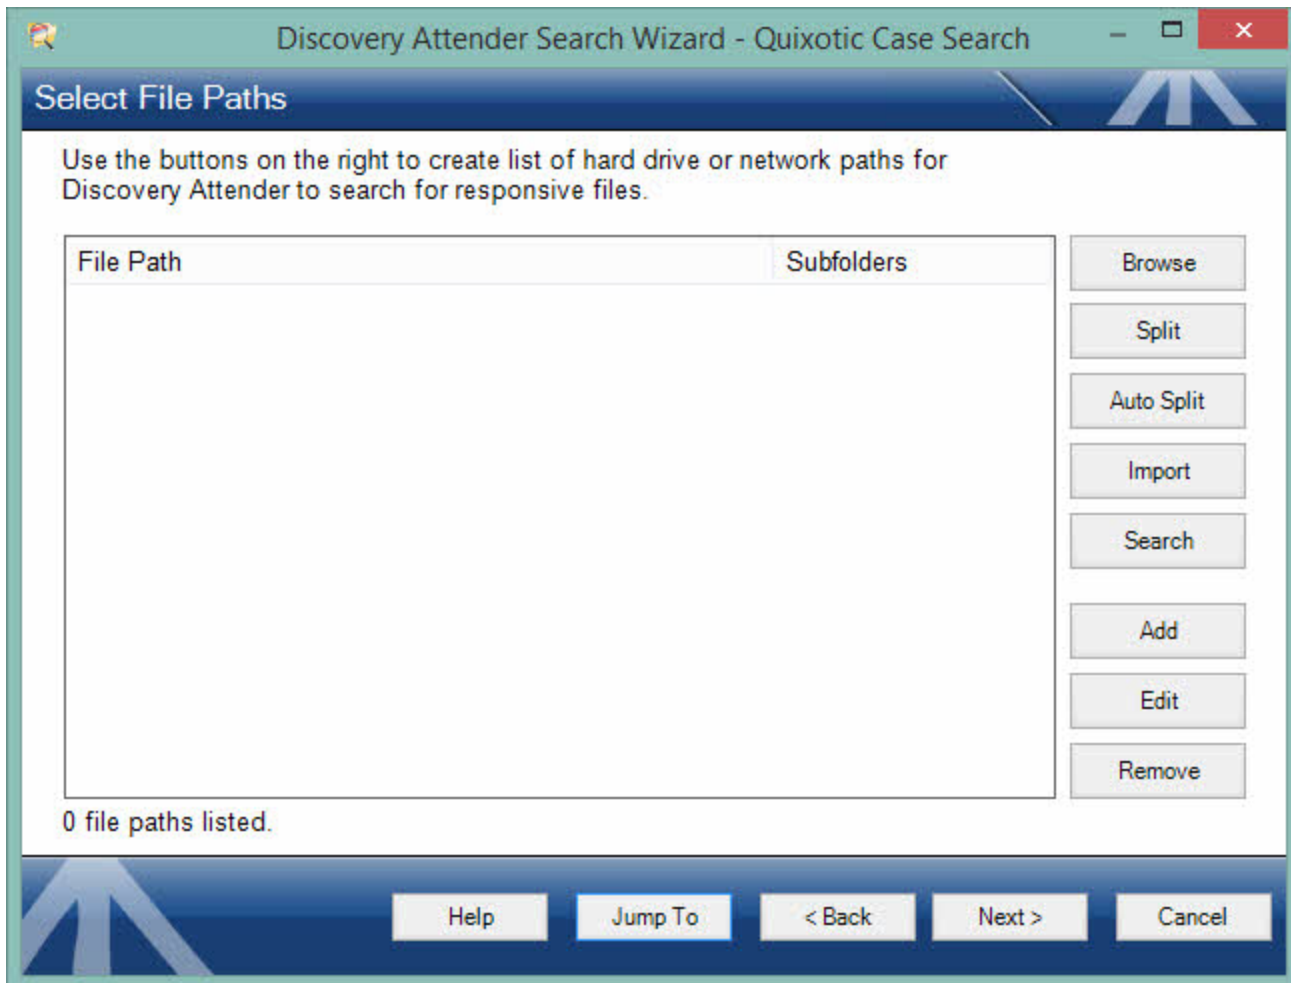 Discovery Attender Search Wizard - Quixotic Case Search
Select File Paths
Use the buttons on the right to create list of hard drive or network paths for
Discovery Attender to search for responsive files.
File Path Subfolders
Browse
Split
Auto Split
Import
Search
Add
Edit
Remove
0 file paths listed.
Help Jump To < Back Next > Cancel